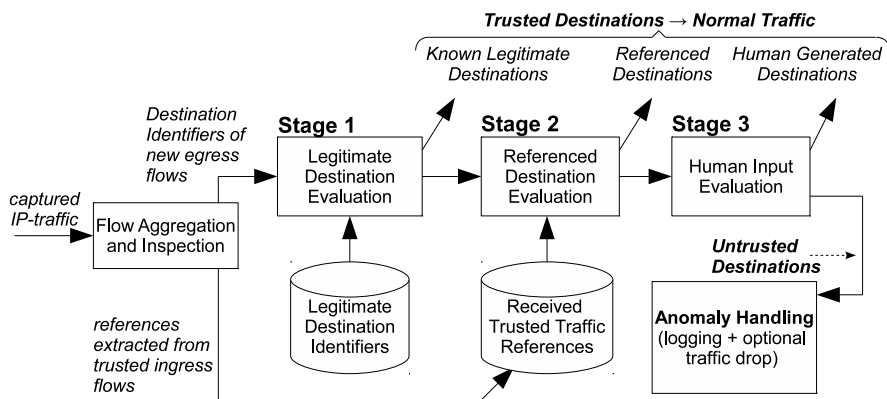 Trusted Destinations → Normal Traffic
Known Legitimate
Destinations
Referenced
Destinations
Human Generated
Destinations
Destination
Identifiers of
new egress
flows
Stage 1
Legitimate
Destination
Evaluation
Stage 2
Referenced
Destination
Evaluation
Stage 3
Human Input
Evaluation
captured
IP-traffic
Flow Aggregation
and Inspection
Untrusted
Destinations
Legitimate
Destination
Identifiers
Received
Trusted Traffic
References
Anomaly Handling
(logging + optional
traffic drop)
references
extracted from
trusted ingress
flows